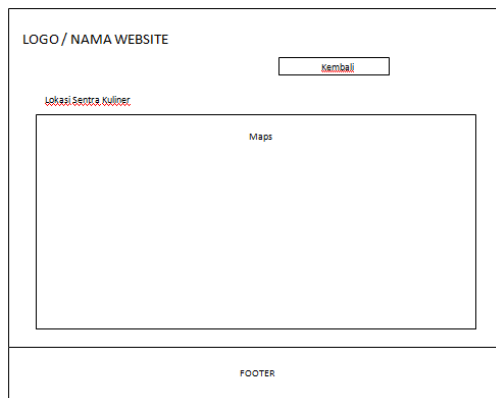 LOGO / NAMA WEBSITE
Kembali
Lokasi Sentra Kuliner
Maps
FOOTER